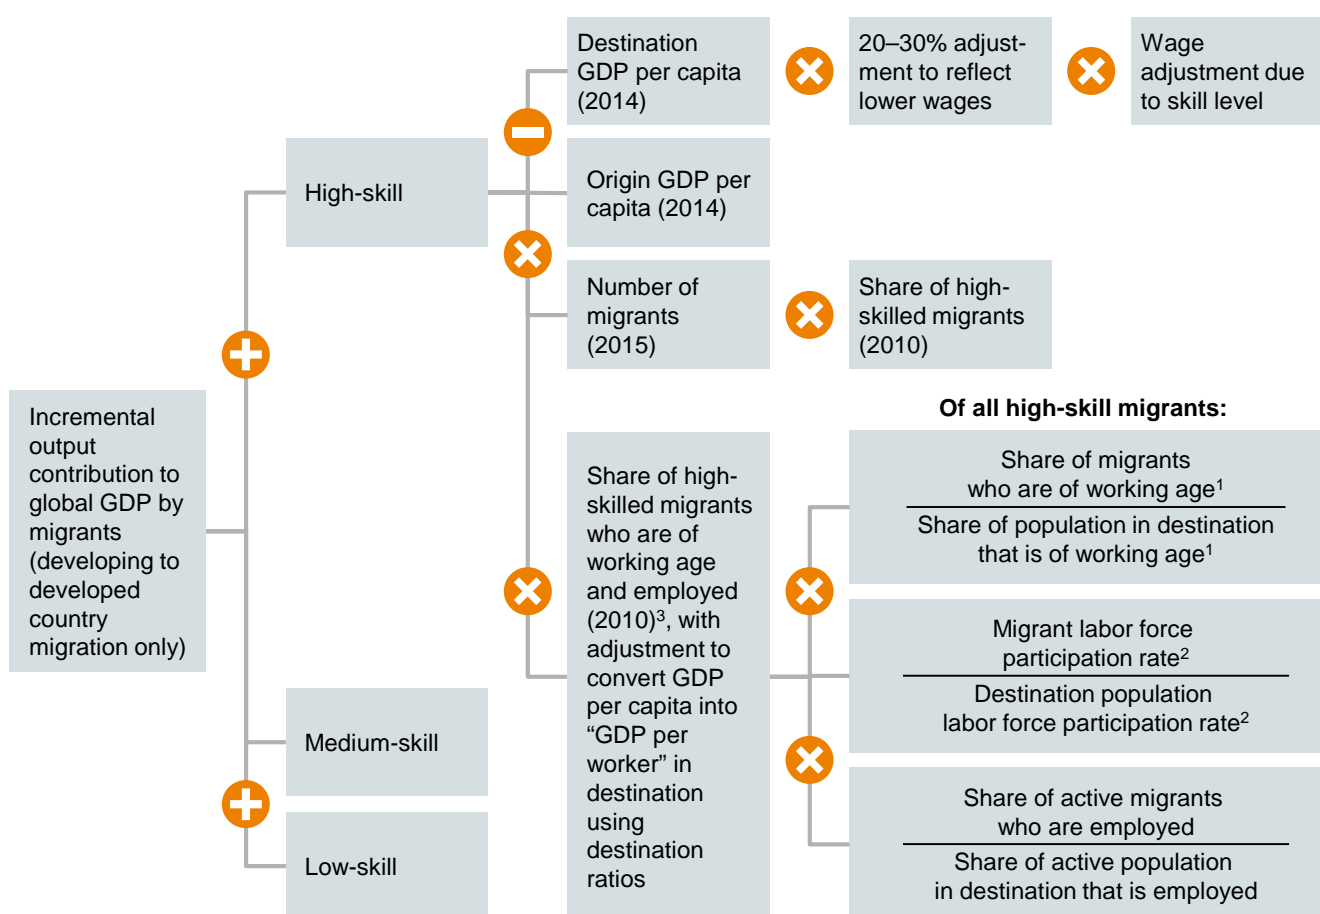 Destination
GDP per capita
(2014)
20–30% adjust-
ment to reflect
lower wages
Wage
adjustment due
to skill level
High-skill
Origin GDP per
capita (2014)
Number of
migrants
(2015)
Share of high-
skilled migrants
(2010)
Incremental
output
contribution to
global GDP by
migrants
(developing to
developed
country
migration only)
Of all high-skill migrants:
Share of high-
skilled migrants
who are of
working age
and employed
(2010)³, with
adjustment to
convert GDP
per capita into
“GDP per
worker” in
destination
using
destination
ratios
Share of migrants
who are of working age¹
Share of population in destination
that is of working age¹
Migrant labor force
participation rate²
Destination population
labor force participation rate²
Share of active migrants
who are employed
Share of active population
in destination that is employed
Medium-skill
Low-skill